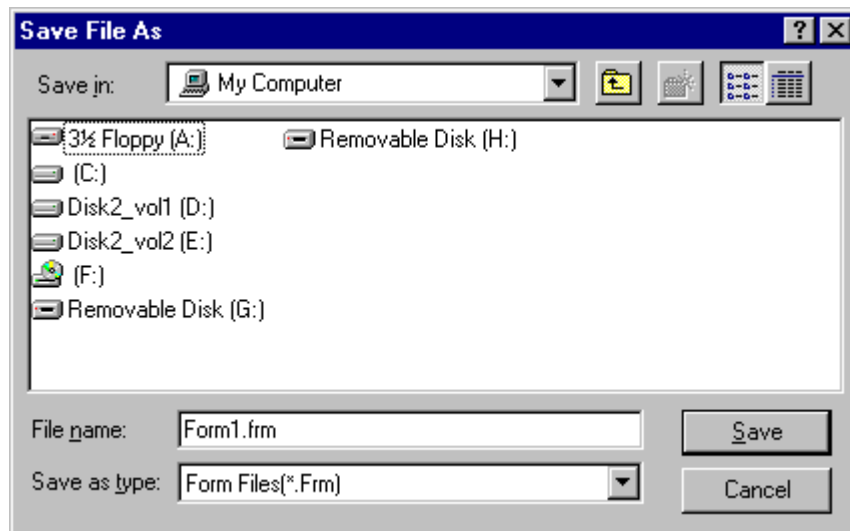 Save File As
Save in: My Computer
3½ Floppy (A:)
(C:)
Disk2_vol1 (D:)
Disk2_vol2 (E:)
(F:)
Removable Disk (G:)
Removable Disk (H:)
File name: Form1.frm
Save
Save as type: Form Files(*.Frm)
Cancel